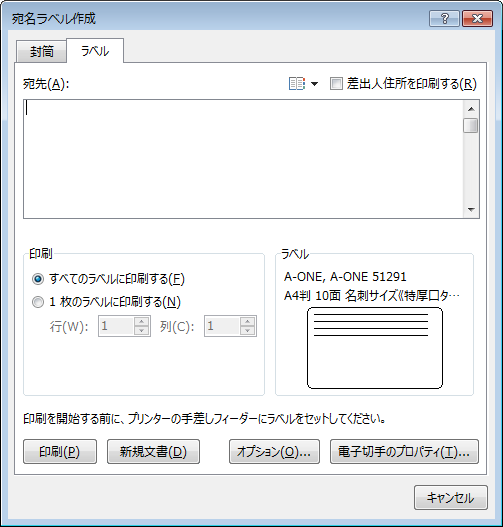 宛名ラベル作成
封筒 ラベル
宛先(A): 差出人住所を印刷する(R)
印刷
すべてのラベルに印刷する(F)
1 枚のラベルに印刷する(N)
行(W): 1 列(C): 1
ラベル
A-ONE, A-ONE 51291
A4判 10面 名刺サイズ《特厚口タ…
印刷を開始する前に、プリンターの手差しフィーダーにラベルをセットしてください。
印刷(P) 新規文書(D) オプション(O)... 電子切手のプロパティ(T)...
キャンセル